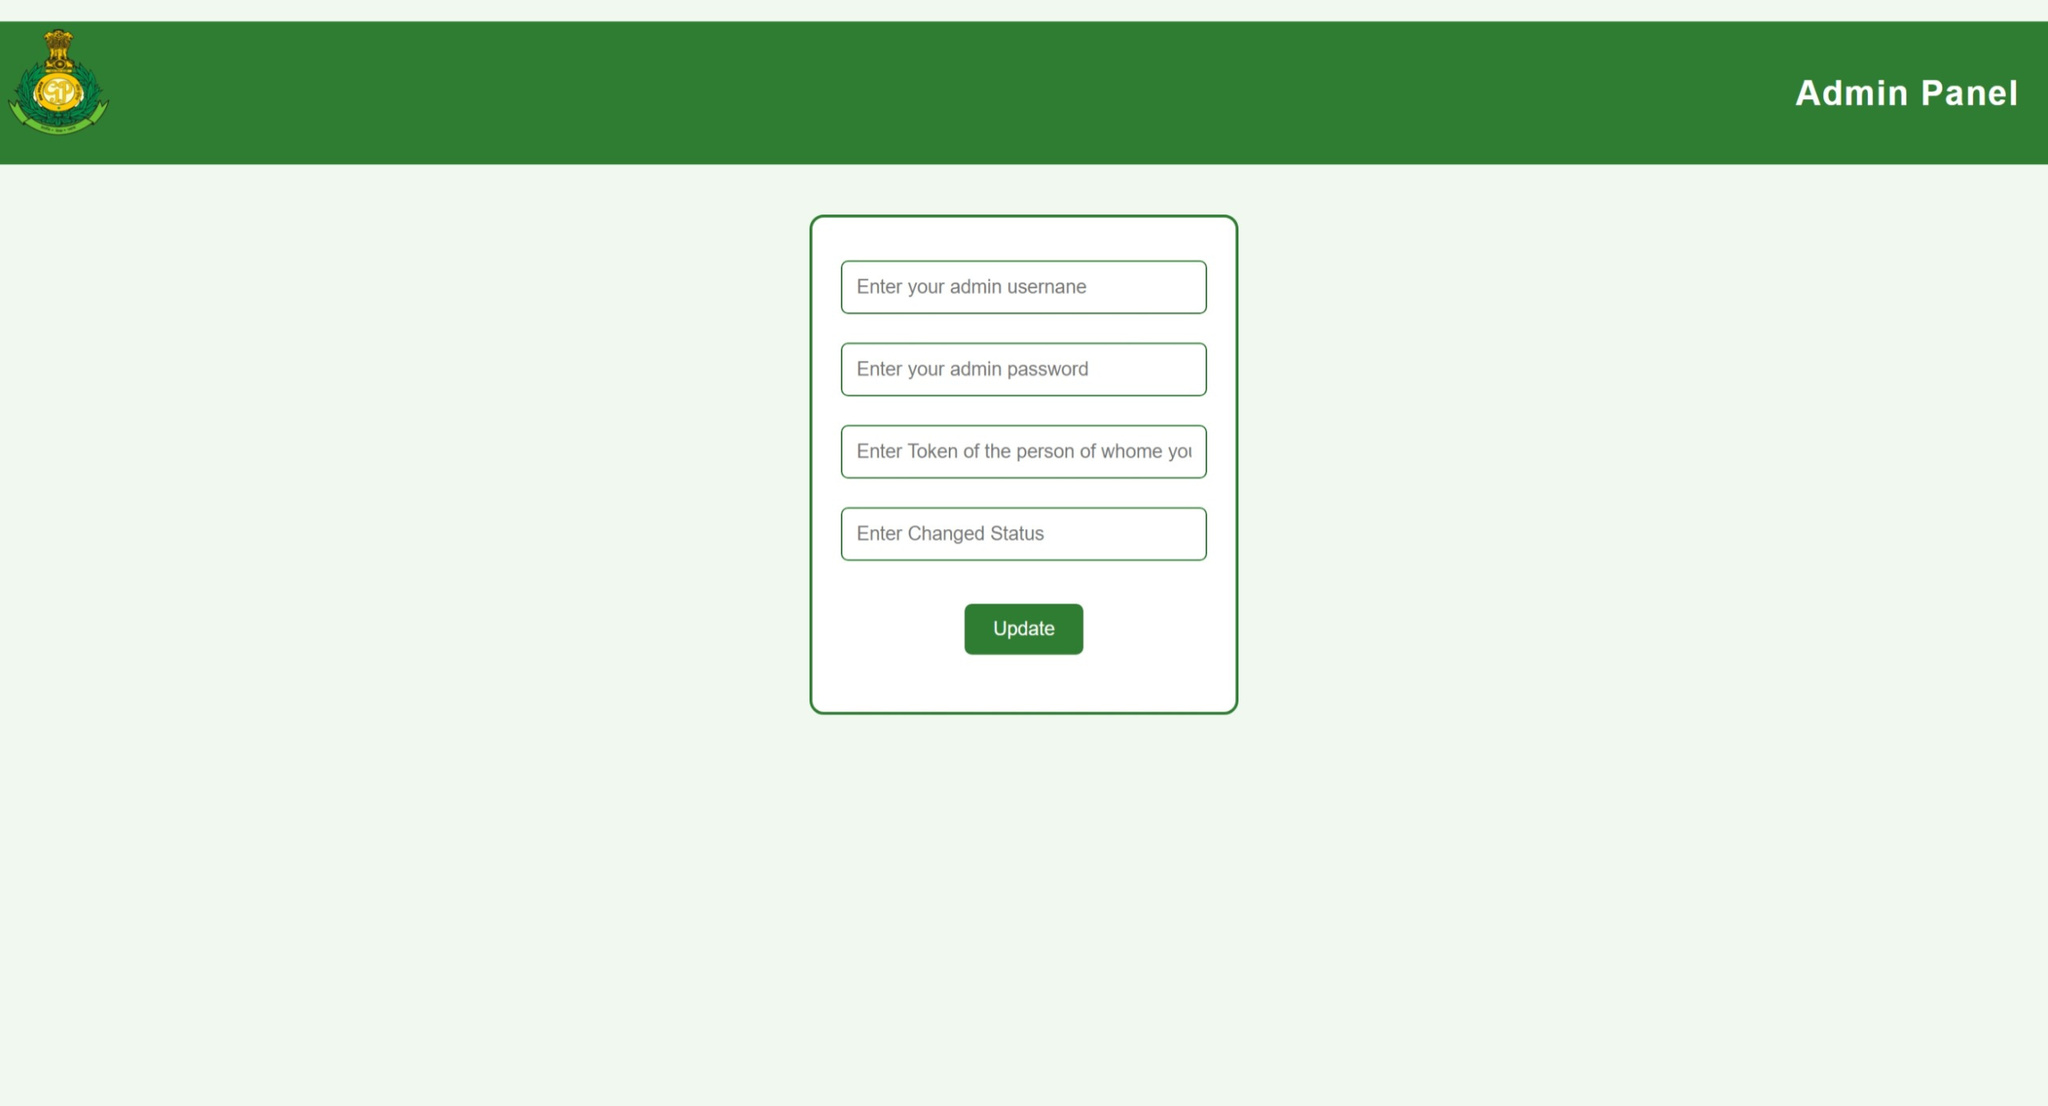 Admin Panel
Enter your admin usernane
Enter your admin password
Enter Token of the person of whome you
Enter Changed Status
Update